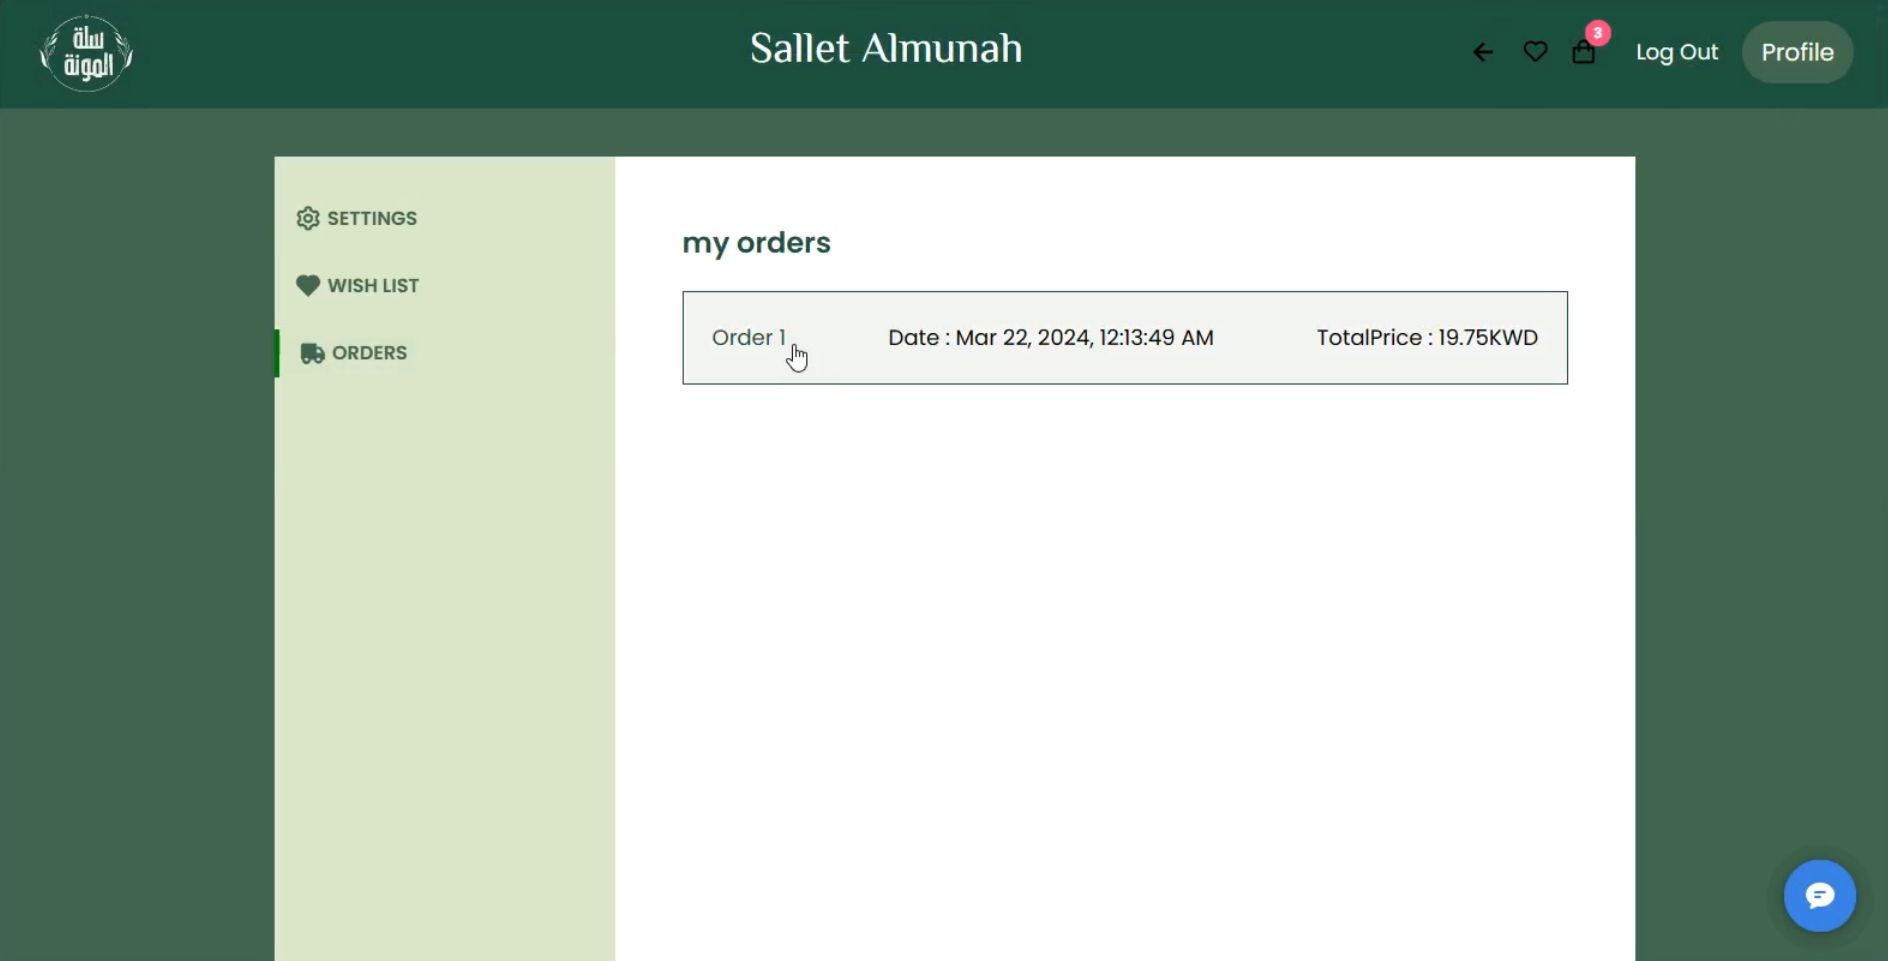 سلة
المونة
Sallet Almunah
3
Log Out
Profile
SETTINGS
WISH LIST
ORDERS
my orders
Order 1
Date : Mar 22, 2024, 12:13:49 AM
TotalPrice : 19.75KWD